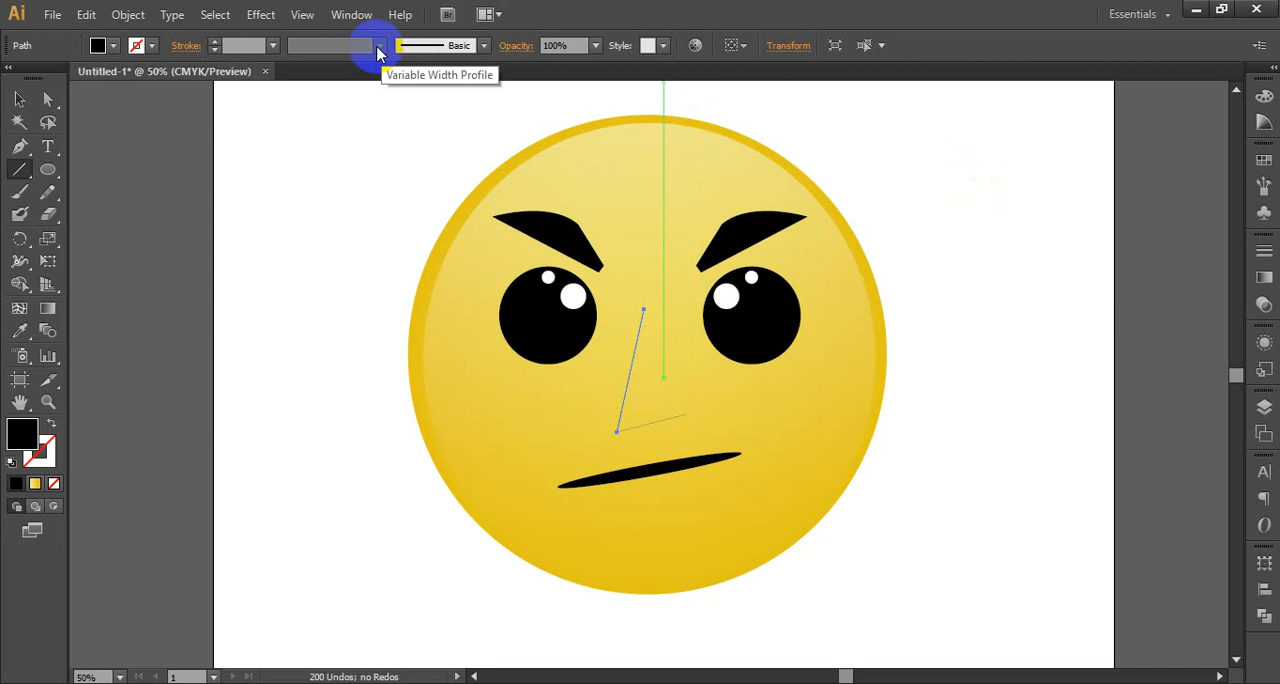 Ai File Edit Object Type Select Effect View Window Help Br Essentials
Path Stroke: Basic Opacity: 100% Style: Transform
Variable Width Profile
Untitled-1* @ 50% (CMYK/Preview)
T
A
50% 1 200 Undos; no Redos